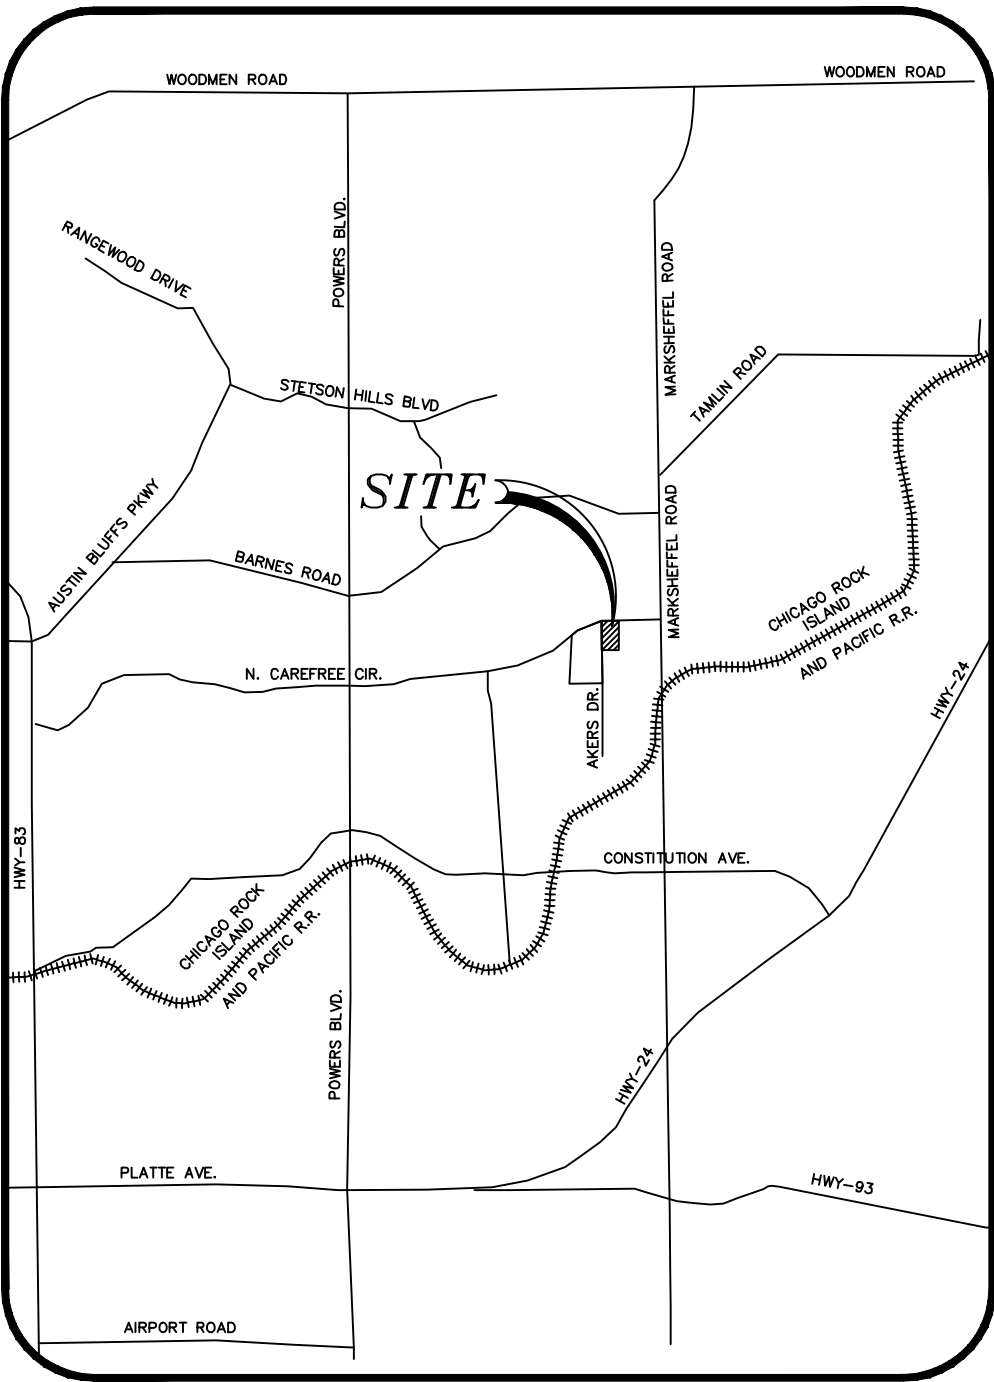 WOODMEN ROAD
WOODMEN ROAD
RANGEWOOD DRIVE
POWERS BLVD.
MARKSHEFFEL ROAD
TAMLIN ROAD
STETSON HILLS BLVD
SITE
AUSTIN BLUFFS PKWY
BARNES ROAD
MARKSHEFFEL ROAD
CHICAGO ROCK
ISLAND
AND PACIFIC R.R.
N. CAREFREE CIR.
HWY-24
AKERS DR.
HWY-83
CONSTITUTION AVE.
CHICAGO ROCK
ISLAND
AND PACIFIC R.R.
POWERS BLVD.
HWY-24
PLATTE AVE.
HWY-93
AIRPORT ROAD